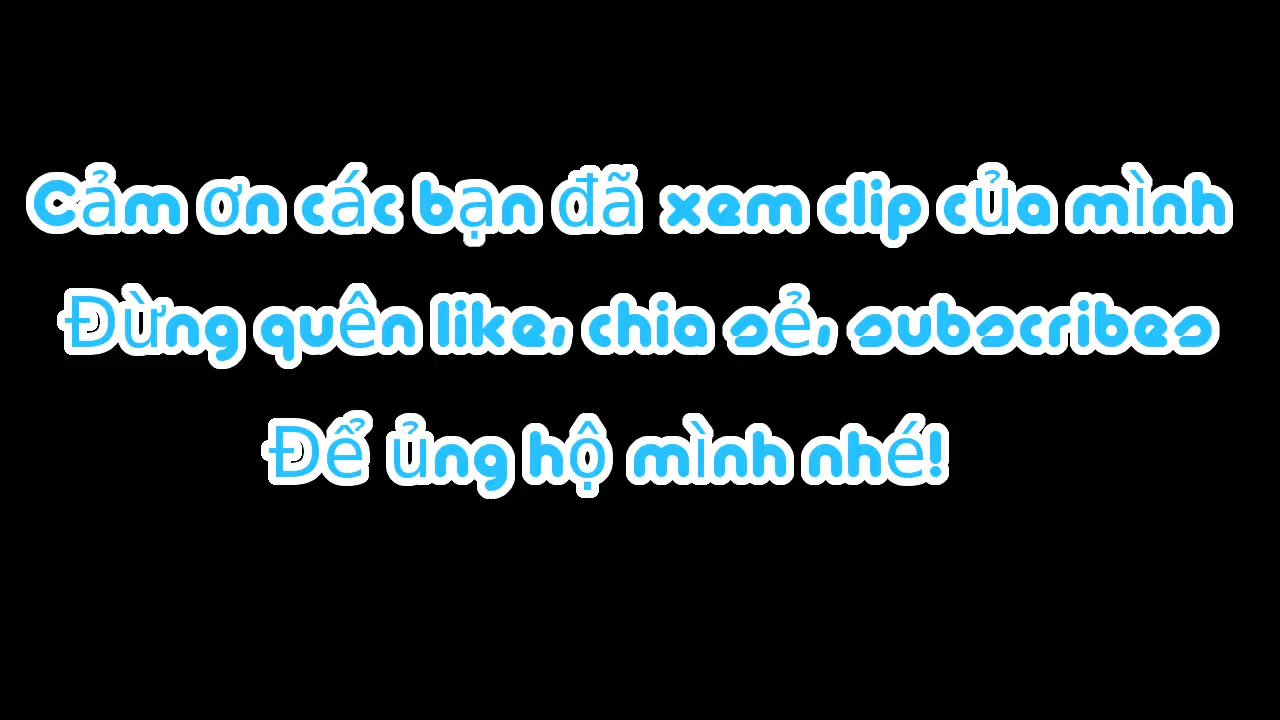 Cảm ơn các bạn đã xem clip của mình
Đừng quên like, chia sẻ, subscribes
Để ủng hộ mình nhé!